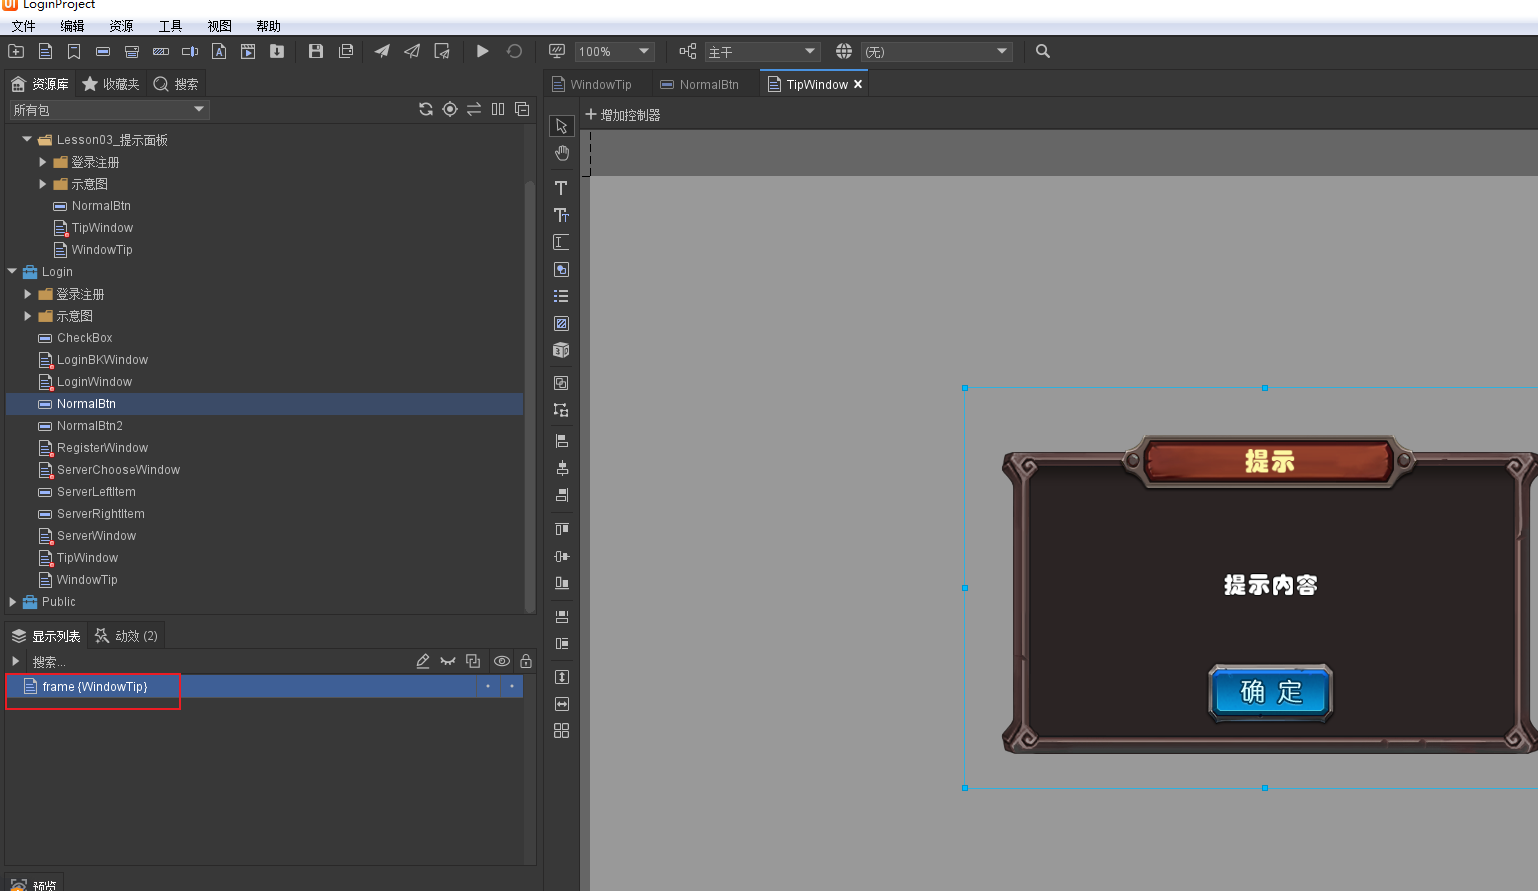 LoginProject
文件 编辑 资源 工具 视图 帮助
100% 主干 (无)
资源库 收藏夹 搜索
WindowTip NormalBtn TipWindow
所有包
增加控制器
Lesson03_提示面板
登录注册
示意图
NormalBtn
TipWindow
WindowTip
Login
登录注册
示意图
CheckBox
LoginBKWindow
LoginWindow
NormalBtn
NormalBtn2
RegisterWindow
ServerChooseWindow
ServerLeftItem
ServerRightItem
ServerWindow
TipWindow
WindowTip
Public
显示列表 动效 (2)
搜索...
frame {WindowTip}
预览
提示
提示内容
确 定